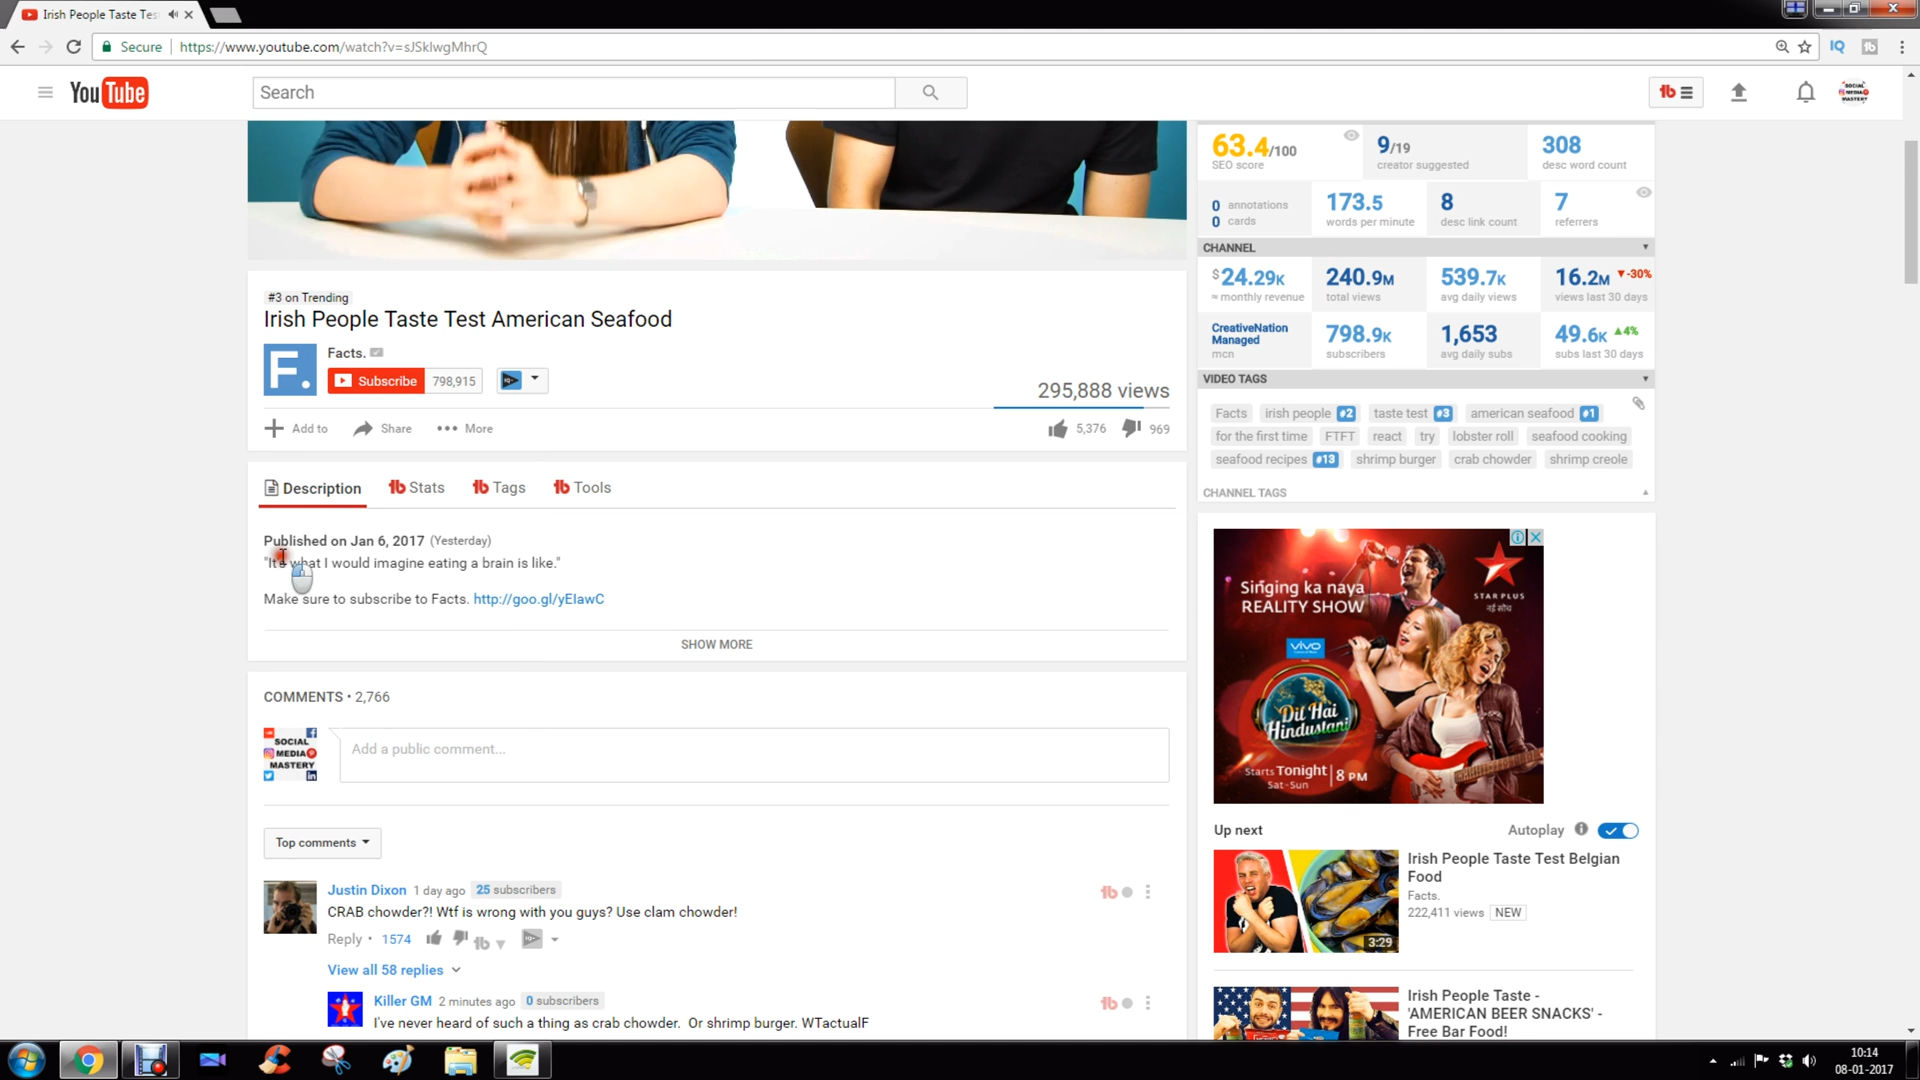 Irish People Taste Tes
Secure
https://www.youtube.com/watch?v=sJSklwgMhrQ
IQ
YouTube
Search
#3 on Trending
Irish People Taste Test American Seafood
F.
Facts.
Subscribe 798,915
295,888 views
Add to Share More
5,376 969
Description Stats Tags Tools
Published on Jan 6, 2017 (Yesterday)
"It's what I would imagine eating a brain is like."
Make sure to subscribe to Facts. http://goo.gl/yEIawC
SHOW MORE
COMMENTS • 2,766
SOCIAL
MEDIA
MASTERY
Add a public comment...
Top comments
Justin Dixon 1 day ago 25 subscribers
CRAB chowder?! Wtf is wrong with you guys? Use clam chowder!
Reply • 1574
View all 58 replies
Killer GM 2 minutes ago 0 subscribers
I've never heard of such a thing as crab chowder. Or shrimp burger. WTactualF
63.4/100
SEO score
9/19
creator suggested
308
desc word count
0 annotations
0 cards
173.5
words per minute
8
desc link count
7
referrers
CHANNEL
$24.29K
≈ monthly revenue
240.9M
total views
539.7K
avg daily views
16.2M -30%
views last 30 days
CreativeNation
Managed
mcn
798.9K
subscribers
1,653
avg daily subs
49.6K 4%
subs last 30 days
VIDEO TAGS
Facts irish people #2 taste test #3 american seafood #1
for the first time FTFT react try lobster roll seafood cooking
seafood recipes #13 shrimp burger crab chowder shrimp creole
CHANNEL TAGS
Singing ka naya
REALITY SHOW
STAR PLUS
नई सोच
vivo
Dil Hai
Hindustani
Starts Tonight 8 PM
Sat-Sun
Up next
Autoplay
Irish People Taste Test Belgian
Food
Facts.
222,411 views NEW
3:29
Irish People Taste -
'AMERICAN BEER SNACKS' -
Free Bar Food!
10:14
08-01-2017